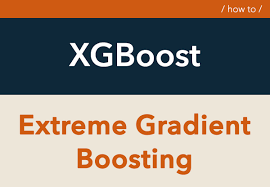 / how to /
XGBoost
Extreme Gradient
Boosting